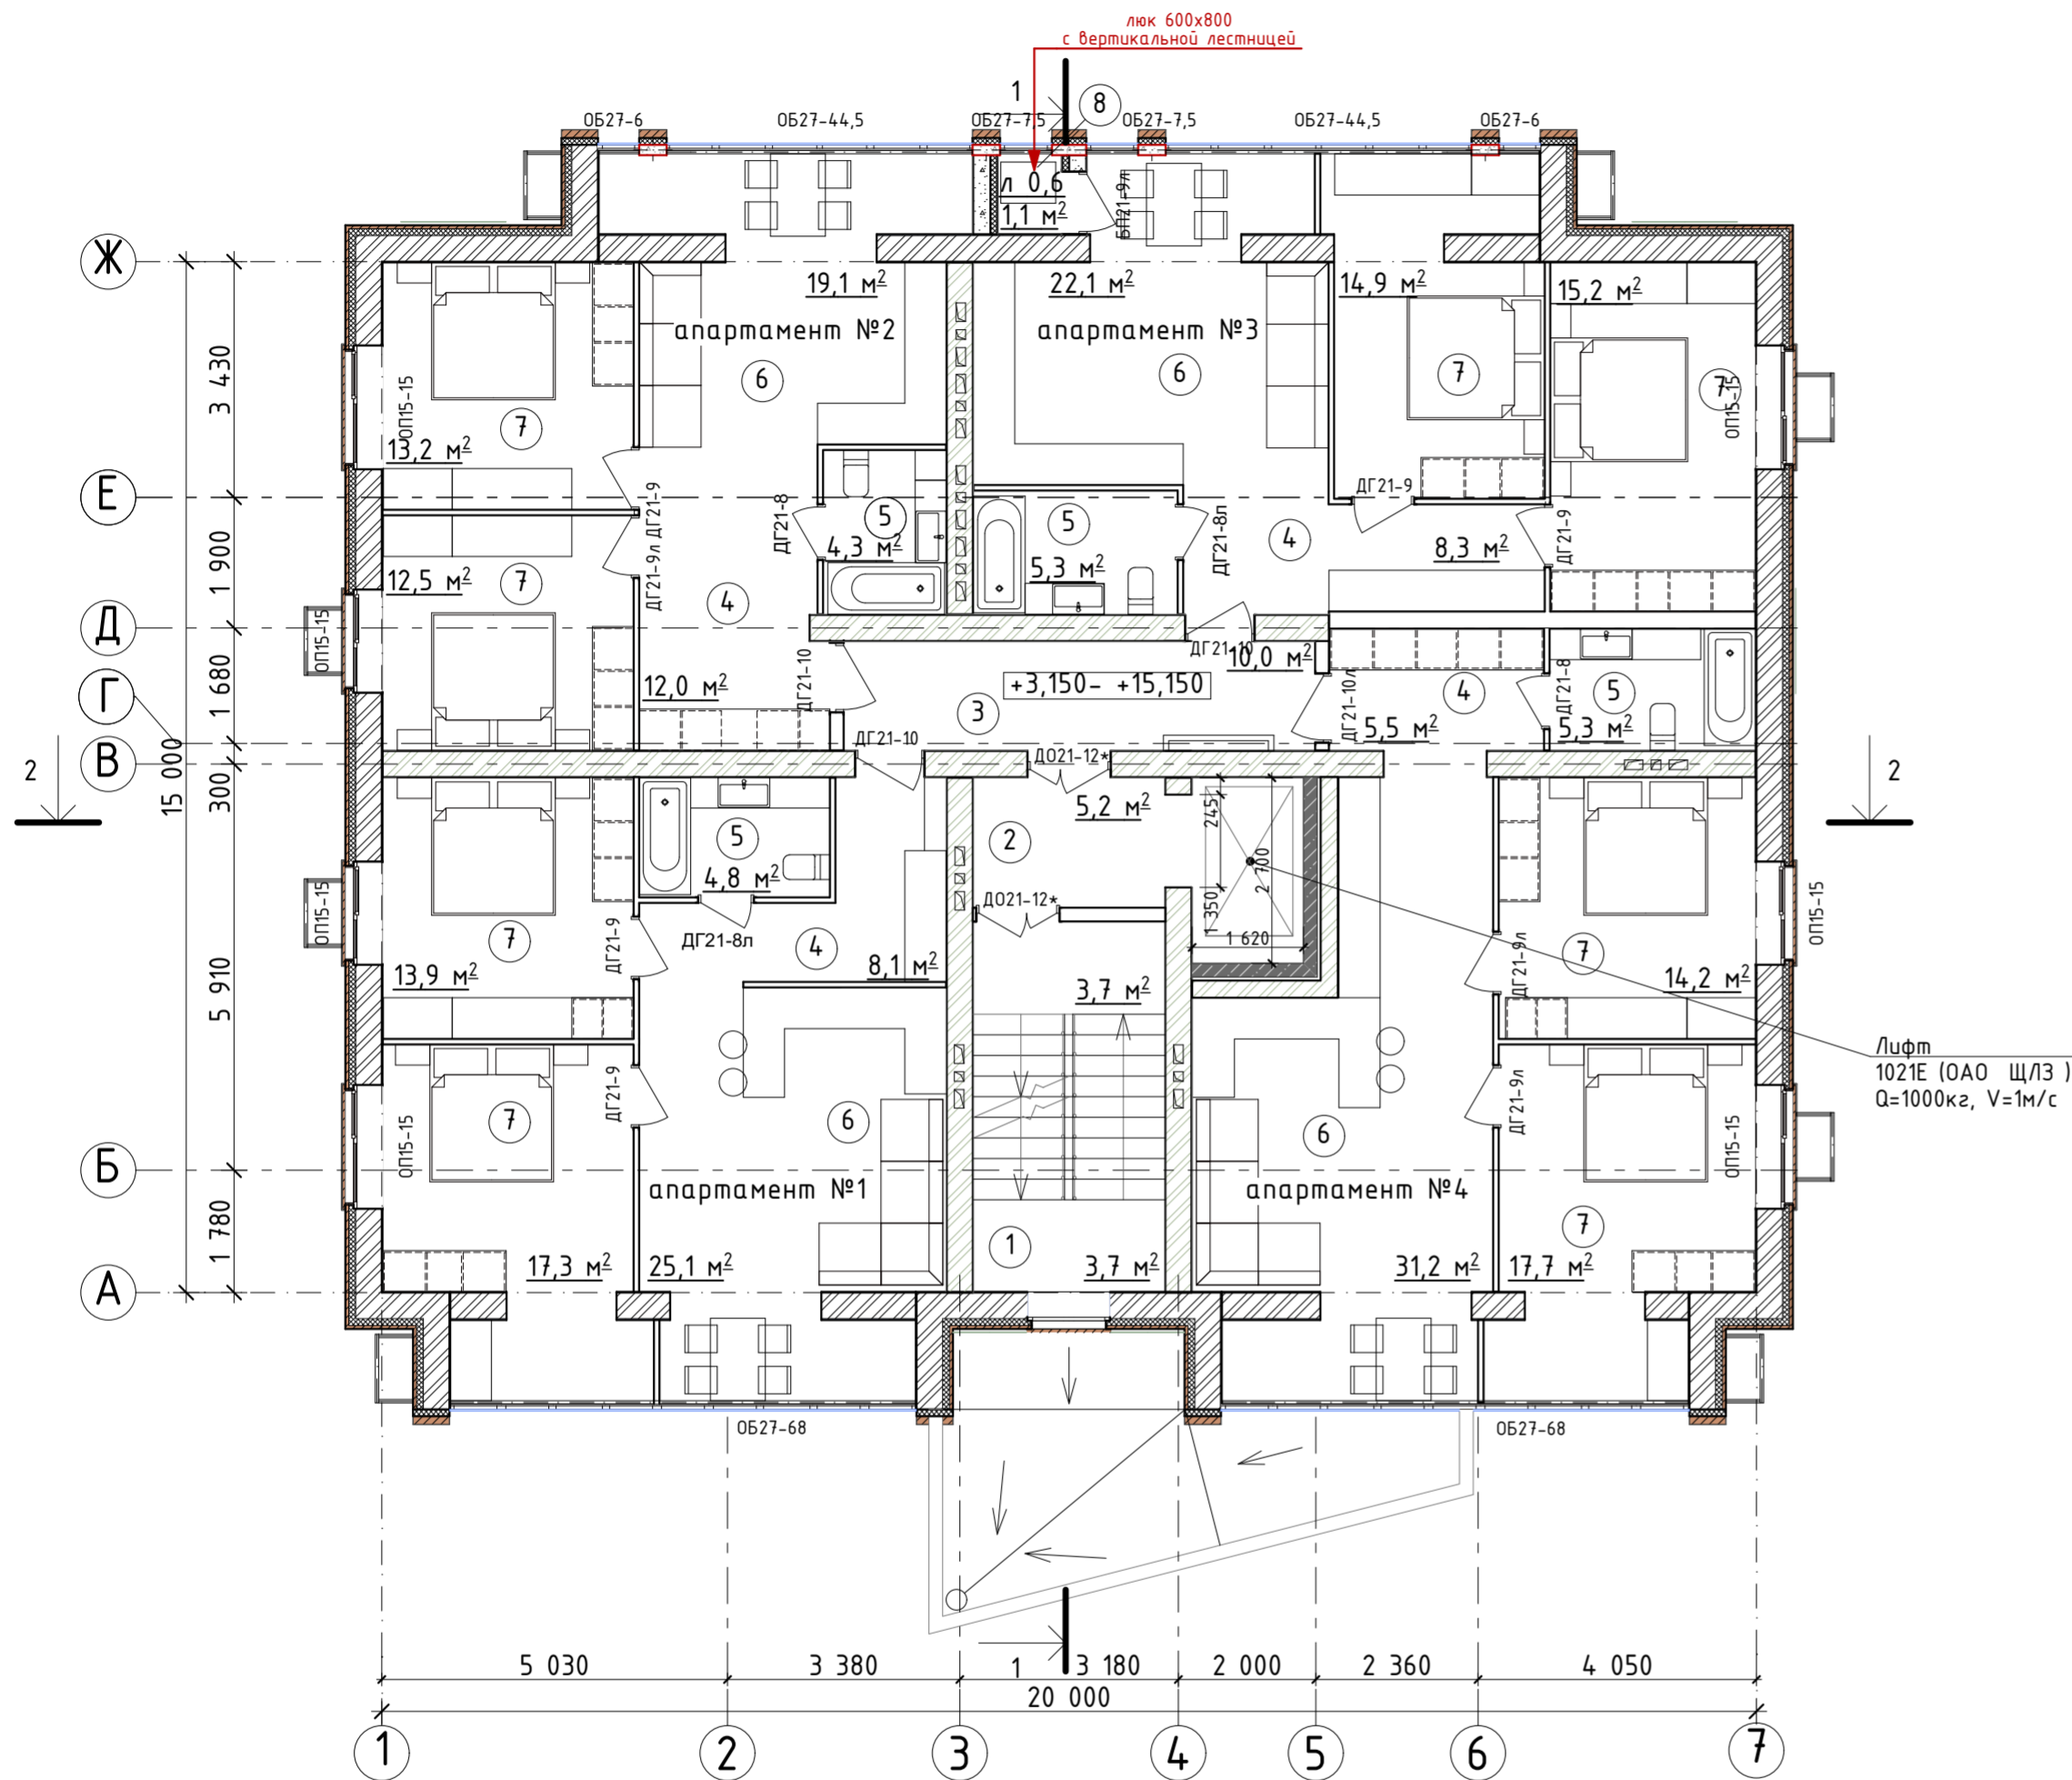 люк 600х800
с вертикальной лестницей
1
8
ОБ27-6
ОБ27-44,5
ОБ27-7,5
ОБ27-7,5
ОБ27-44,5
ОБ27-6
л 0,6
1,1 м²
БП21-9л
Ж
19,1 м²
22,1 м²
14,9 м²
15,2 м²
апартамент №2
апартамент №3
6
6
7
7
ОП15-15
ОП15-15
7
13,2 м²
3 430
Е
ДГ21-9
ДГ21-9
ДГ21-8
5
4,3 м²
5
5,3 м²
ДГ21-8л
4
8,3 м²
ДГ21-9
1 900
12,5 м²
7
ДГ21-9л
4
Д
ОП15-15
ДГ21-10
10,0 м²
1 680
12,0 м²
ДГ21-10
+3,150- +15,150
ДГ21-10л
4
ДГ21-8
5
Г
3
5,5 м²
5,3 м²
В
ДГ21-10
ДО21-12*
15 000
300
2
2
5
4,8 м²
2
5,2 м²
245
2 700
1 350
1 620
ДО21-12*
ОП15-15
ОП15-15
7
13,9 м²
ДГ21-9
ДГ21-8л
4
8,1 м²
3,7 м²
ДГ21-9л
7
14,2 м²
5 910
Лифт
1021Е (ОАО ЩЛЗ )
Q=1000кг, V=1м/с
7
ДГ21-9
6
6
ДГ21-9л
ОП15-15
ОП15-15
Б
апартамент №1
апартамент №4
1 780
7
1
17,3 м²
25,1 м²
3,7 м²
31,2 м²
17,7 м²
А
ОБ27-68
ОБ27-68
5 030
3 380
1
3 180
2 000
2 360
4 050
20 000
1
2
3
4
5
6
7